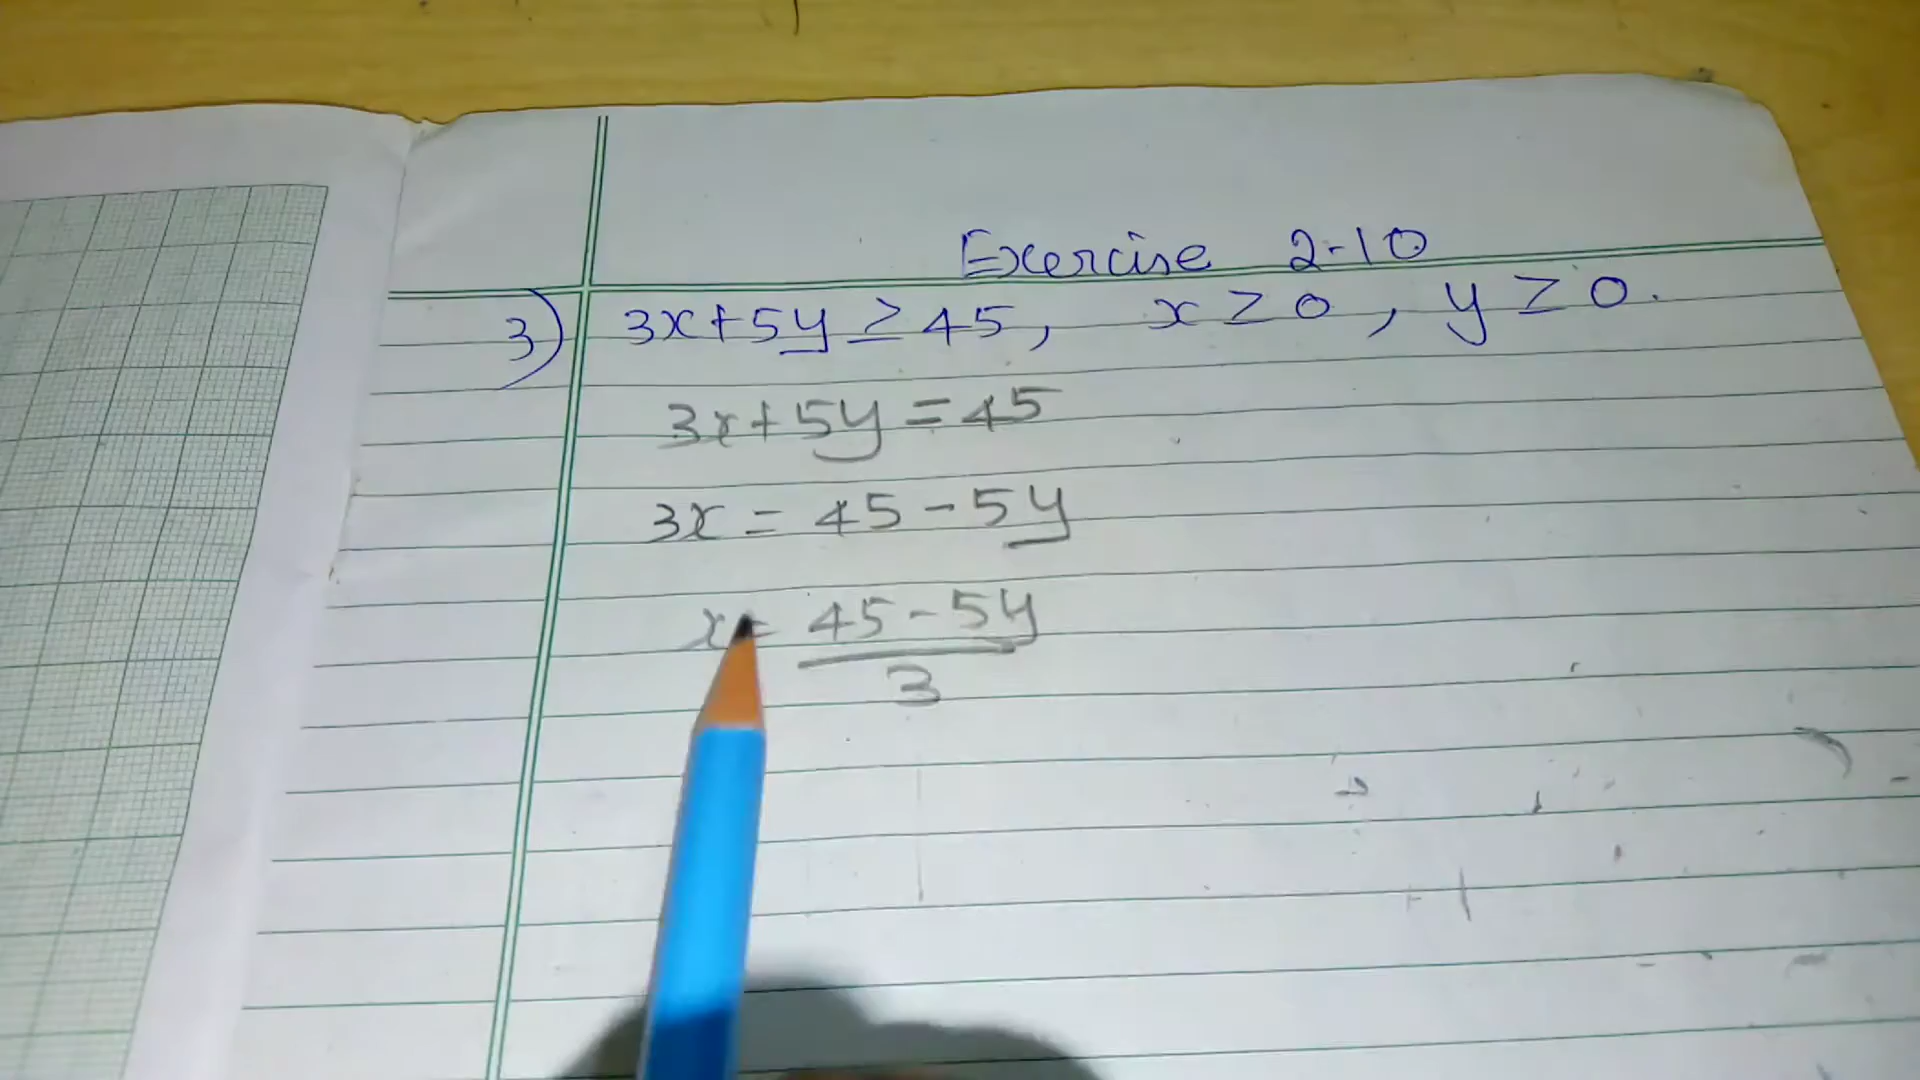 Exercise 2.10
3) 3x+5y ≥ 45, x ≥ 0, y ≥ 0.
3x+5y = 45
3x = 45 - 5y
x = 45 - 5y
3